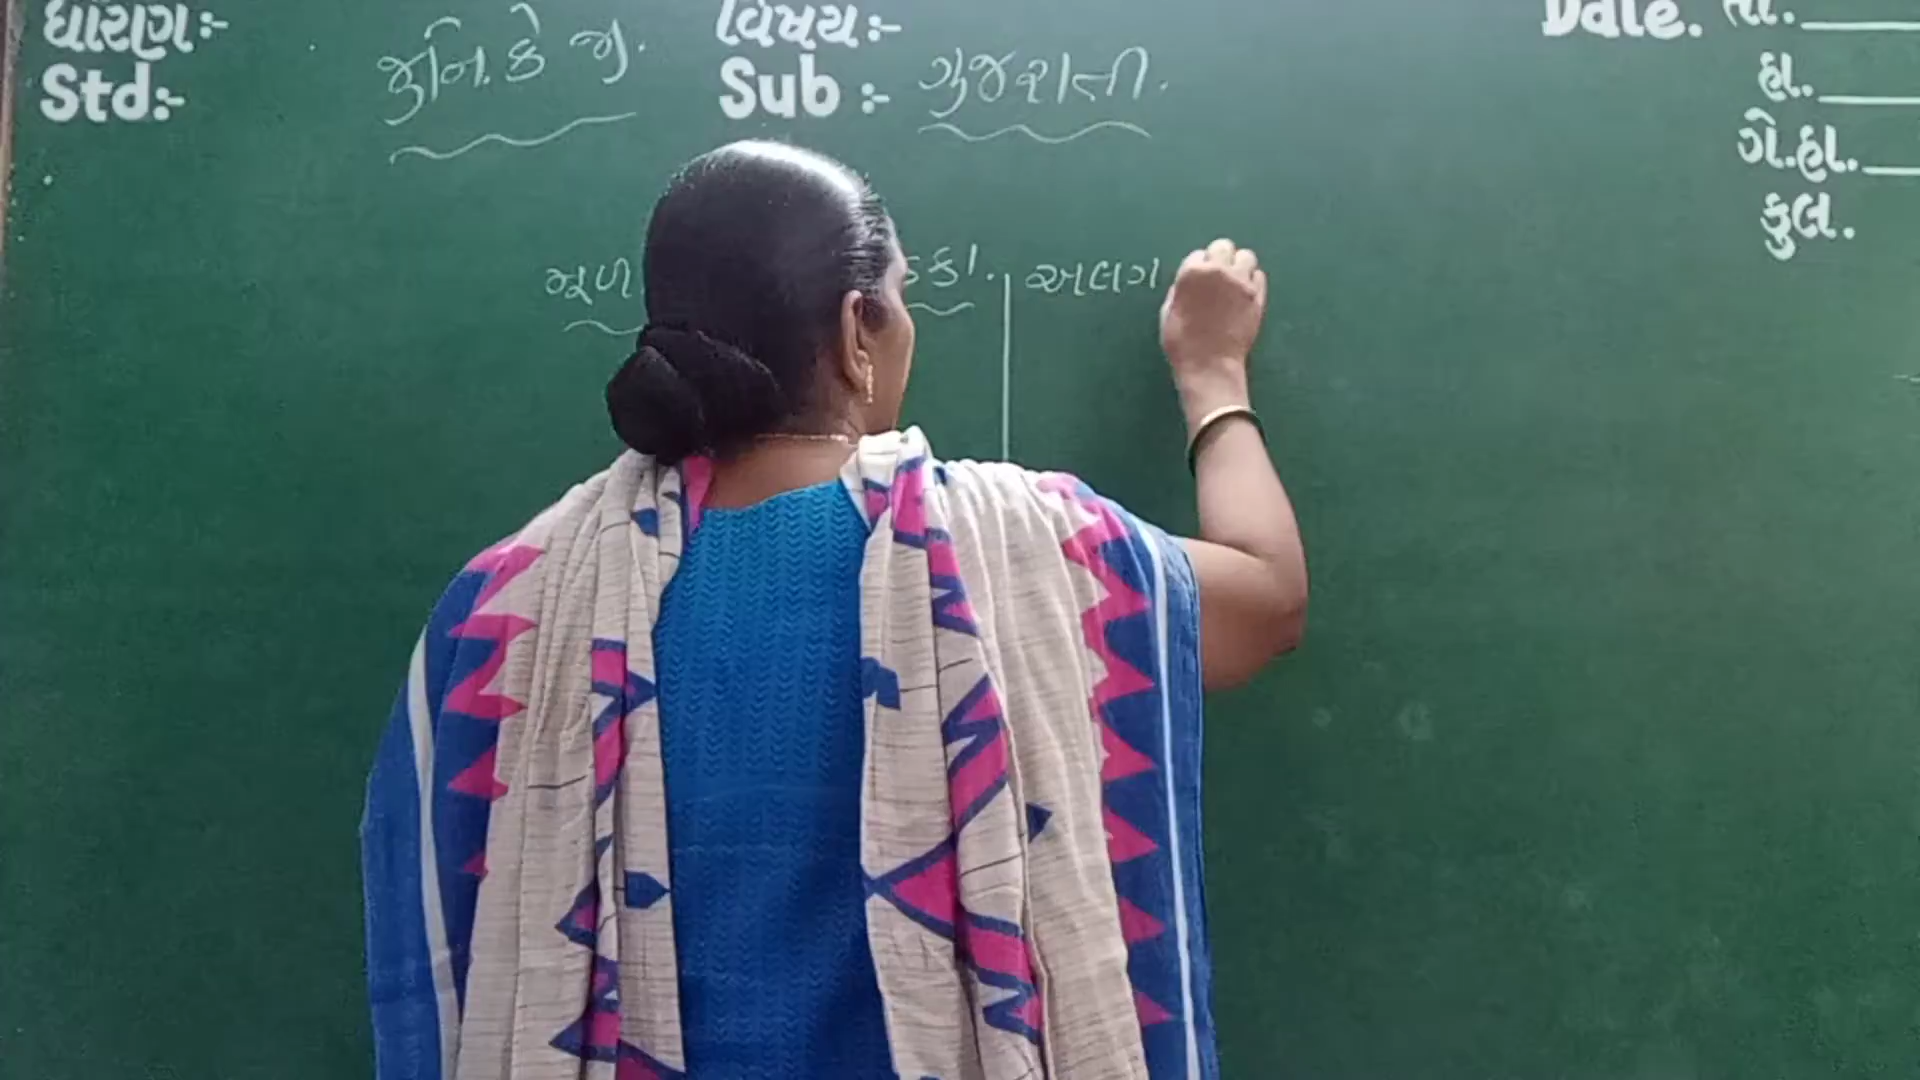 ધોરણ:- વિષય:- Date. તા.
Std:- જુનિ. કે જી. Sub :- ગુજરાતી.
હા.
ગે.હા.
કુલ.
મૂળ અલગ